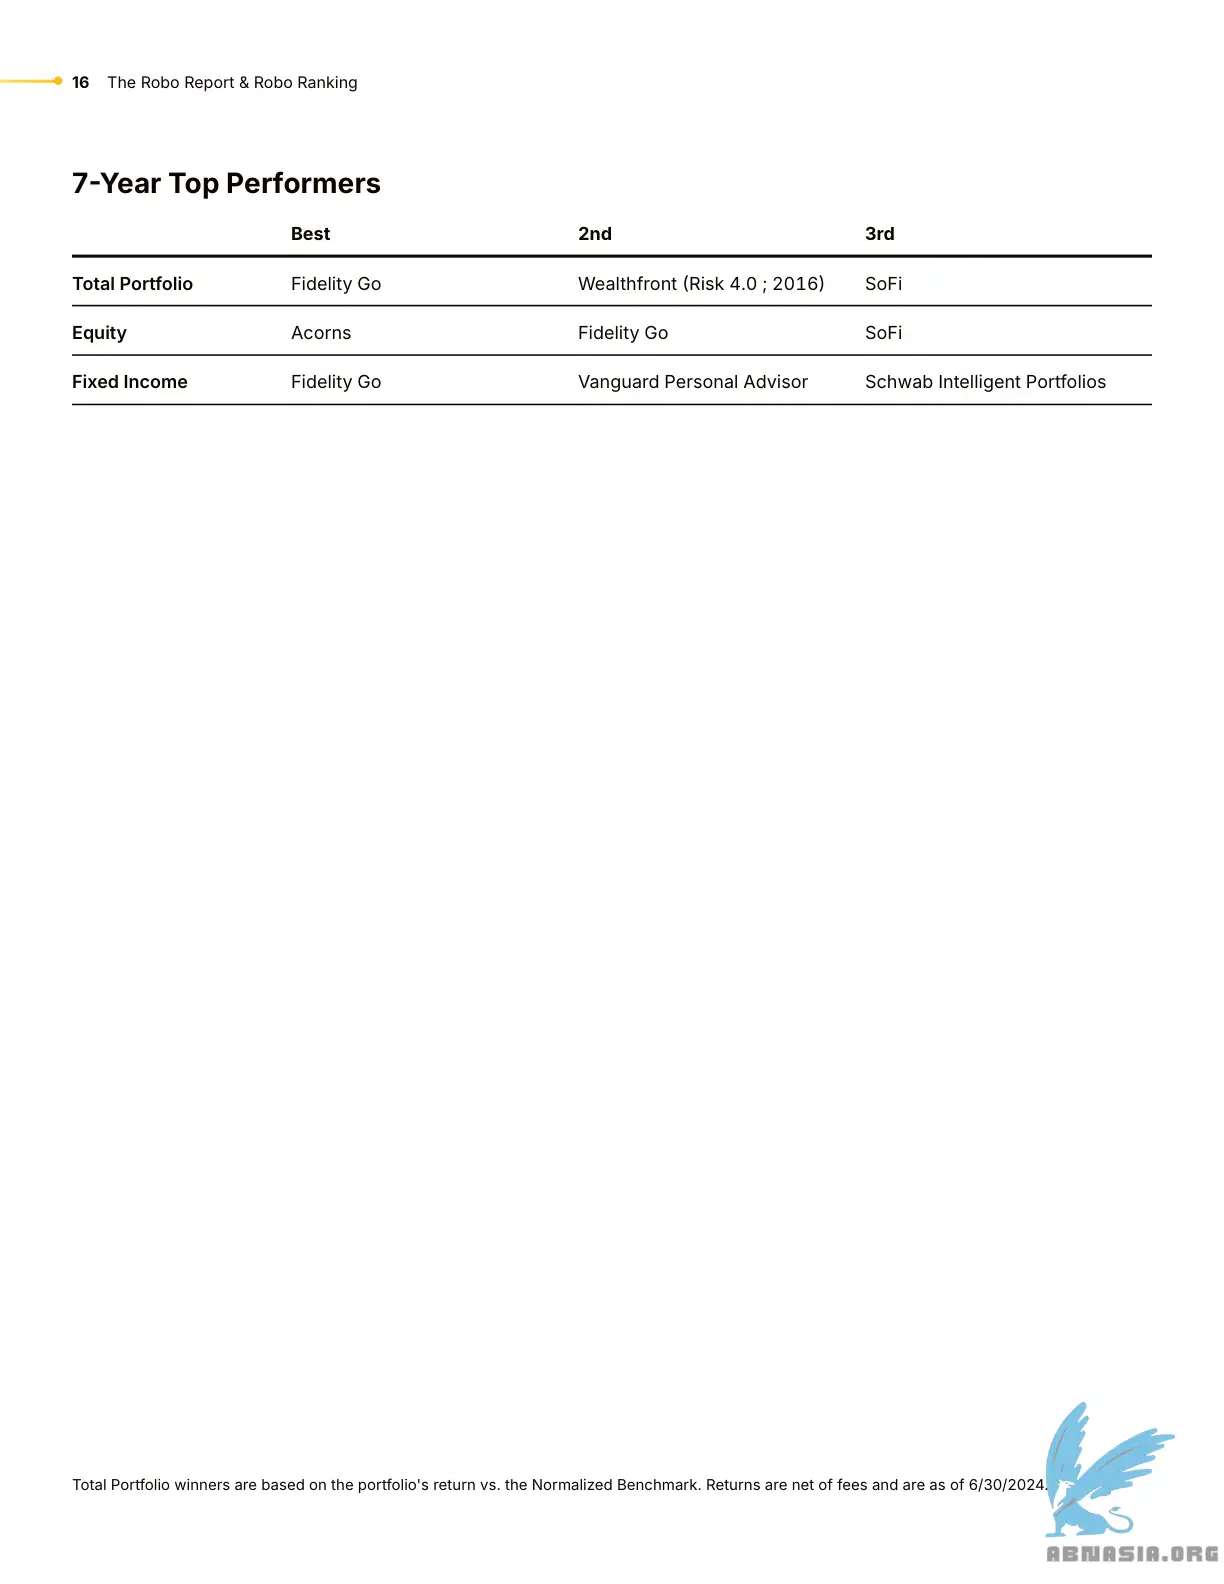 16 The Robo Report & Robo Ranking
7-Year Top Performers
Best 2nd 3rd
Total Portfolio Fidelity Go Wealthfront (Risk 4.0 ; 2016) SoFi
Equity Acorns Fidelity Go SoFi
Fixed Income Fidelity Go Vanguard Personal Advisor Schwab Intelligent Portfolios
Total Portfolio winners are based on the portfolio's return vs. the Normalized Benchmark. Returns are net of fees and are as of 6/30/2024.
ABNASIA.ORG